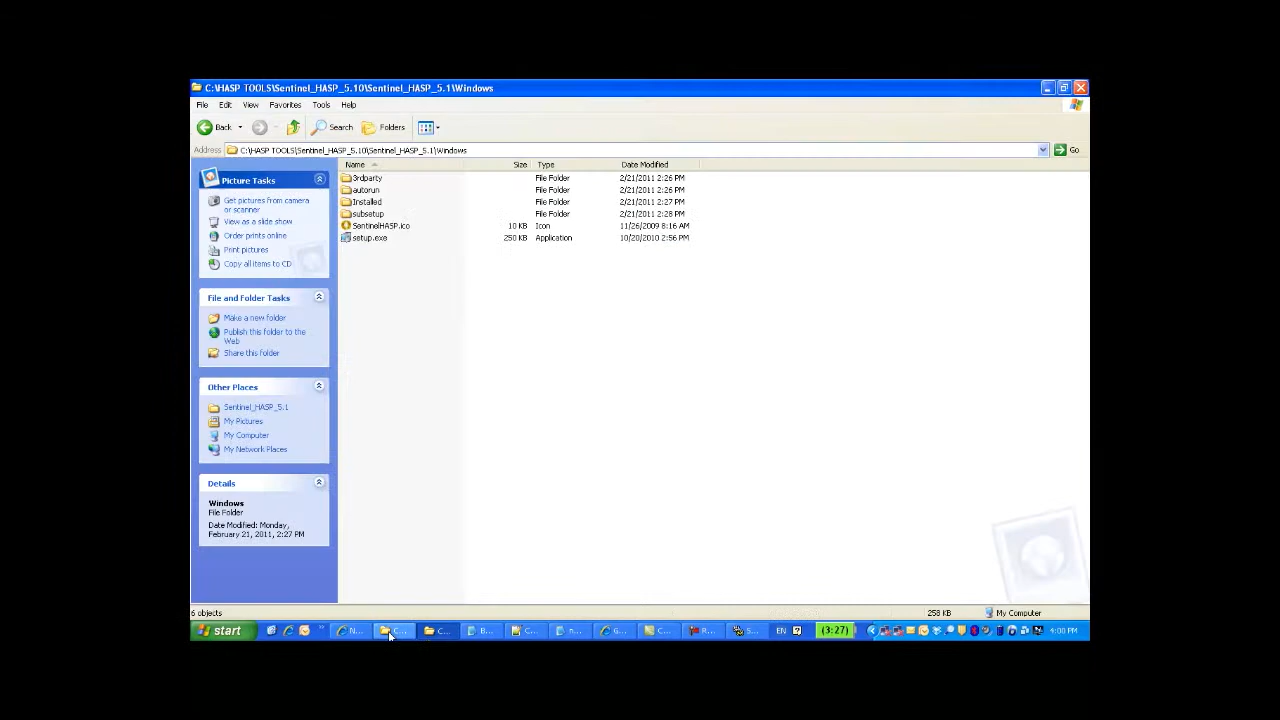 C:\HASP TOOLS\Sentinel_HASP_5.10\Sentinel_HASP_5.1\Windows
File Edit View Favorites Tools Help
Back Search Folders
Address C:\HASP TOOLS\Sentinel_HASP_5.10\Sentinel_HASP_5.1\Windows Go
Picture Tasks
Get pictures from camera
or scanner
View as a slide show
Order prints online
Print pictures
Copy all items to CD
File and Folder Tasks
Make a new folder
Publish this folder to the
Web
Share this folder
Other Places
Sentinel_HASP_5.1
My Pictures
My Computer
My Network Places
Details
Windows
File Folder
Date Modified: Monday,
February 21, 2011, 2:27 PM
Name Size Type Date Modified
3rdparty File Folder 2/21/2011 2:26 PM
autorun File Folder 2/21/2011 2:26 PM
Installed File Folder 2/21/2011 2:27 PM
subsetup File Folder 2/21/2011 2:28 PM
SentinelHASP.ico 10 KB Icon 11/26/2009 8:16 AM
setup.exe 250 KB Application 10/20/2010 2:56 PM
6 objects 258 KB My Computer
start N... C... C... B... C... n... G... C... R... S... EN (3:27) 4:00 PM